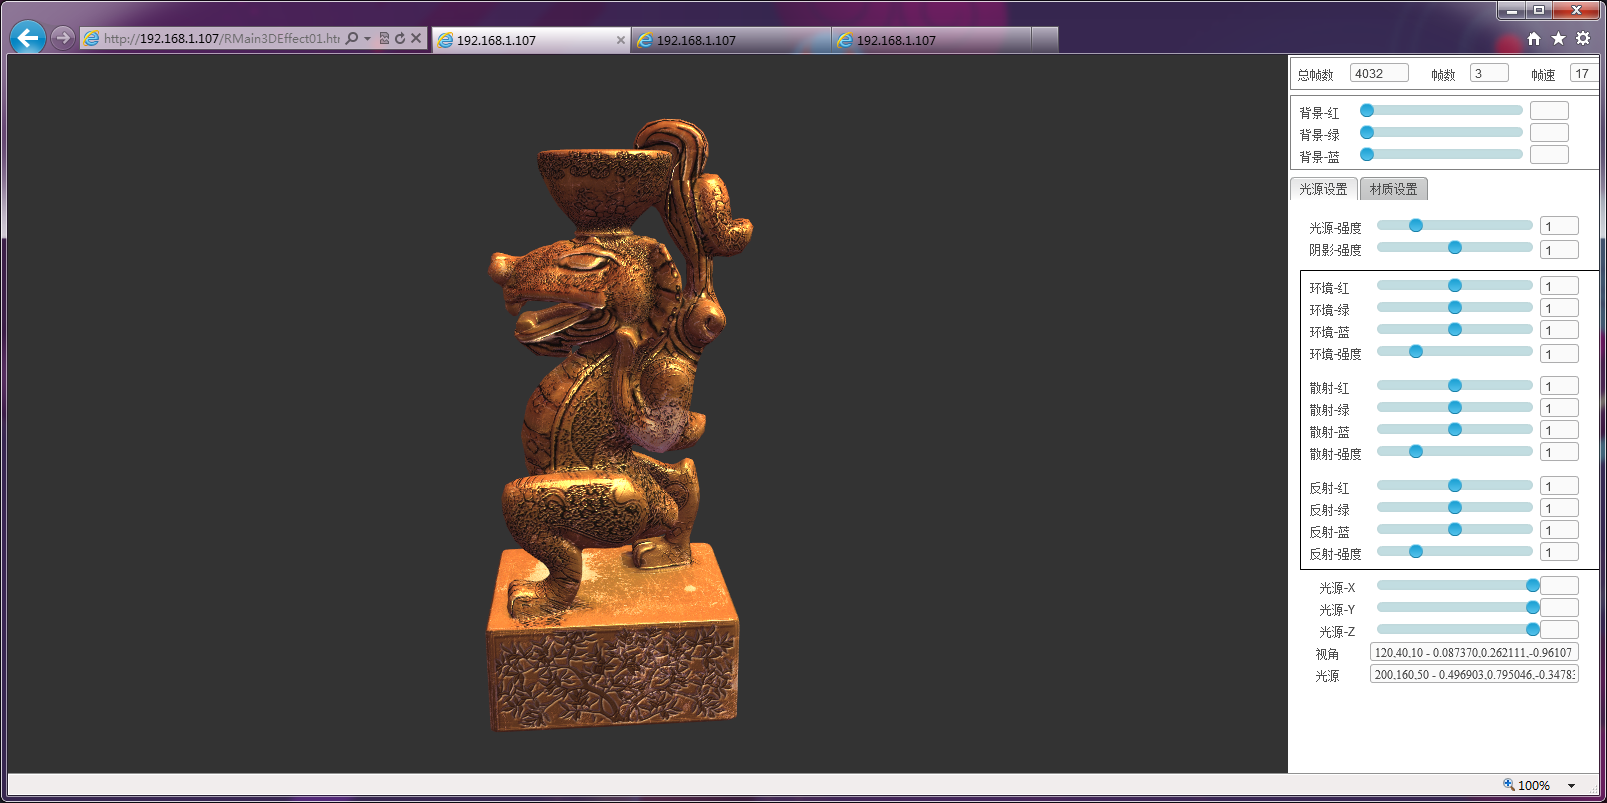 http://192.168.1.107/RMain3DEffect01.htm
192.168.1.107
192.168.1.107
192.168.1.107
总帧数 4032 帧数 3 帧速 17
背景-红
背景-绿
背景-蓝
光源设置 材质设置
光源-强度 1
阴影-强度 1
环境-红 1
环境-绿 1
环境-蓝 1
环境-强度 1
散射-红 1
散射-绿 1
散射-蓝 1
散射-强度 1
反射-红 1
反射-绿 1
反射-蓝 1
反射-强度 1
光源-X
光源-Y
光源-Z
视角 120,40,10 - 0.087370,0.262111,-0.96107
光源 200,160,50 - 0.496903,0.795046,-0.34783
100%